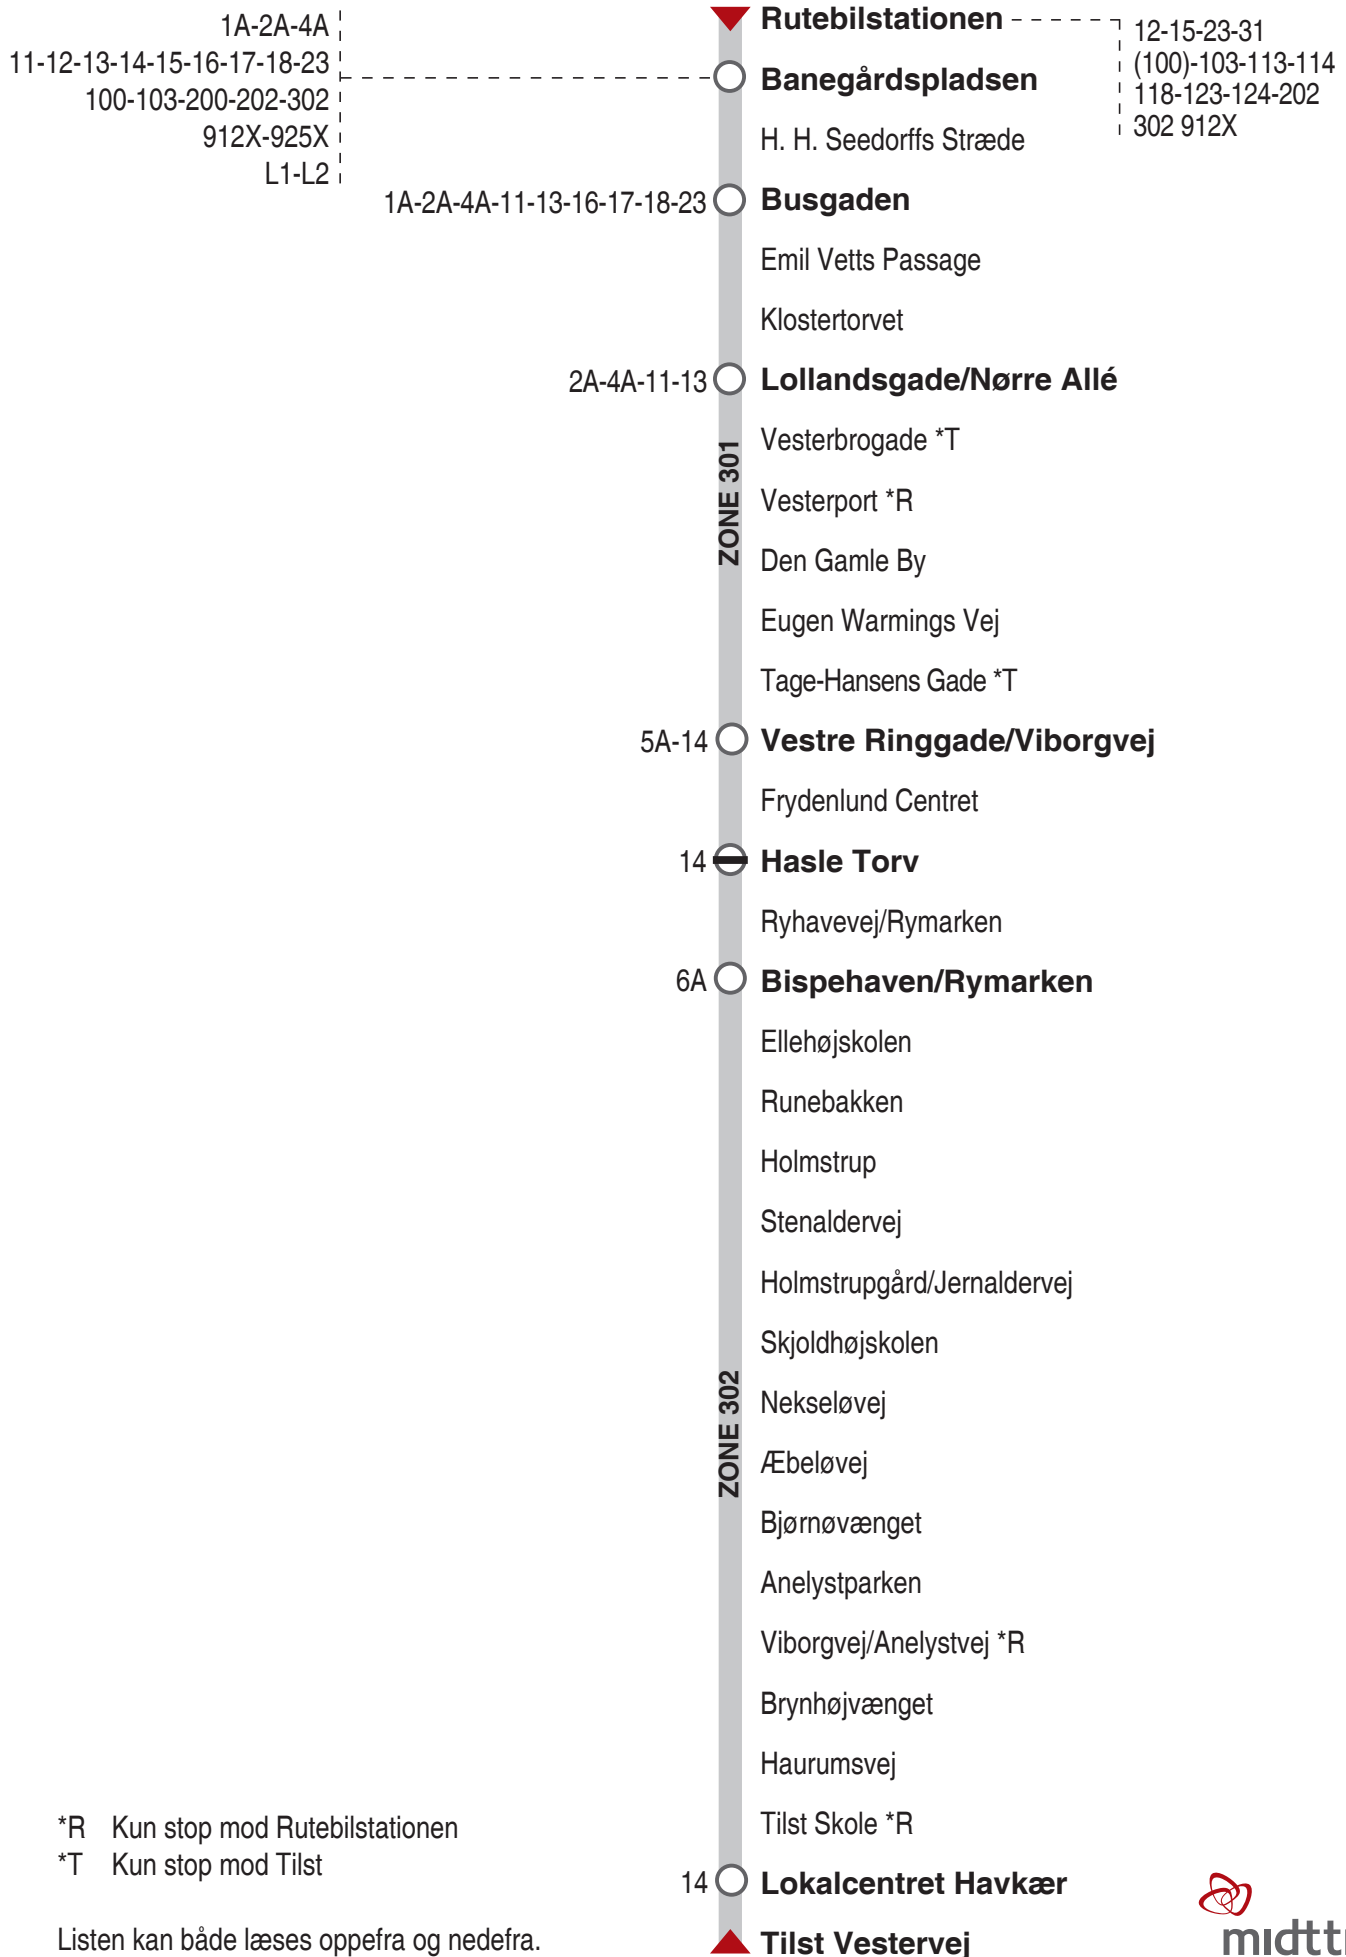 1A-2A-4A
11-12-13-14-15-16-17-18-23
100-103-200-202-302
912X-925X
L1-L2
Rutebilstationen
12-15-23-31
(100)-103-113-114
118-123-124-202
302 912X
Banegårdspladsen
H. H. Seedorffs Stræde
1A-2A-4A-11-13-16-17-18-23 Busgaden
Emil Vetts Passage
Klostertorvet
2A-4A-11-13 Lollandsgade/Nørre Allé
ZONE 301
Vesterbrogade *T
Vesterport *R
Den Gamle By
Eugen Warmings Vej
Tage-Hansens Gade *T
5A-14 Vestre Ringgade/Viborgvej
Frydenlund Centret
14 Hasle Torv
Ryhavevej/Rymarken
6A Bispehaven/Rymarken
Ellehøjskolen
Runebakken
Holmstrup
Stenaldervej
Holmstrupgård/Jernaldervej
Skjoldhøjskolen
ZONE 302
Nekseløvej
Æbeløvej
Bjørnøvænget
Anelystparken
Viborgvej/Anelystvej *R
Brynhøjvænget
Haurumsvej
Tilst Skole *R
14 Lokalcentret Havkær
Tilst Vestervej
*R Kun stop mod Rutebilstationen
*T Kun stop mod Tilst
Listen kan både læses oppefra og nedefra.